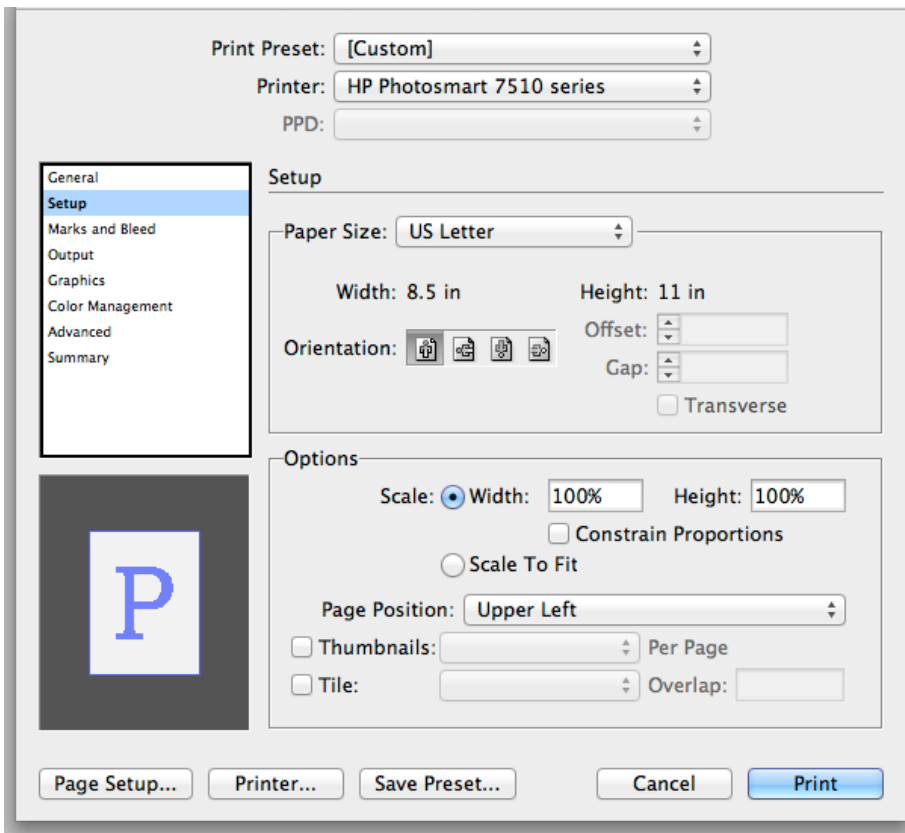 Print Preset: [Custom]
Printer: HP Photosmart 7510 series
PPD:
General
Setup
Marks and Bleed
Output
Graphics
Color Management
Advanced
Summary
Setup
Paper Size: US Letter
Width: 8.5 in Height: 11 in
Orientation: Offset:
Gap:
Transverse
Options
Scale: Width: 100% Height: 100%
Constrain Proportions
Scale To Fit
Page Position: Upper Left
Thumbnails: Per Page
Tile: Overlap:
P
Page Setup... Printer... Save Preset... Cancel Print